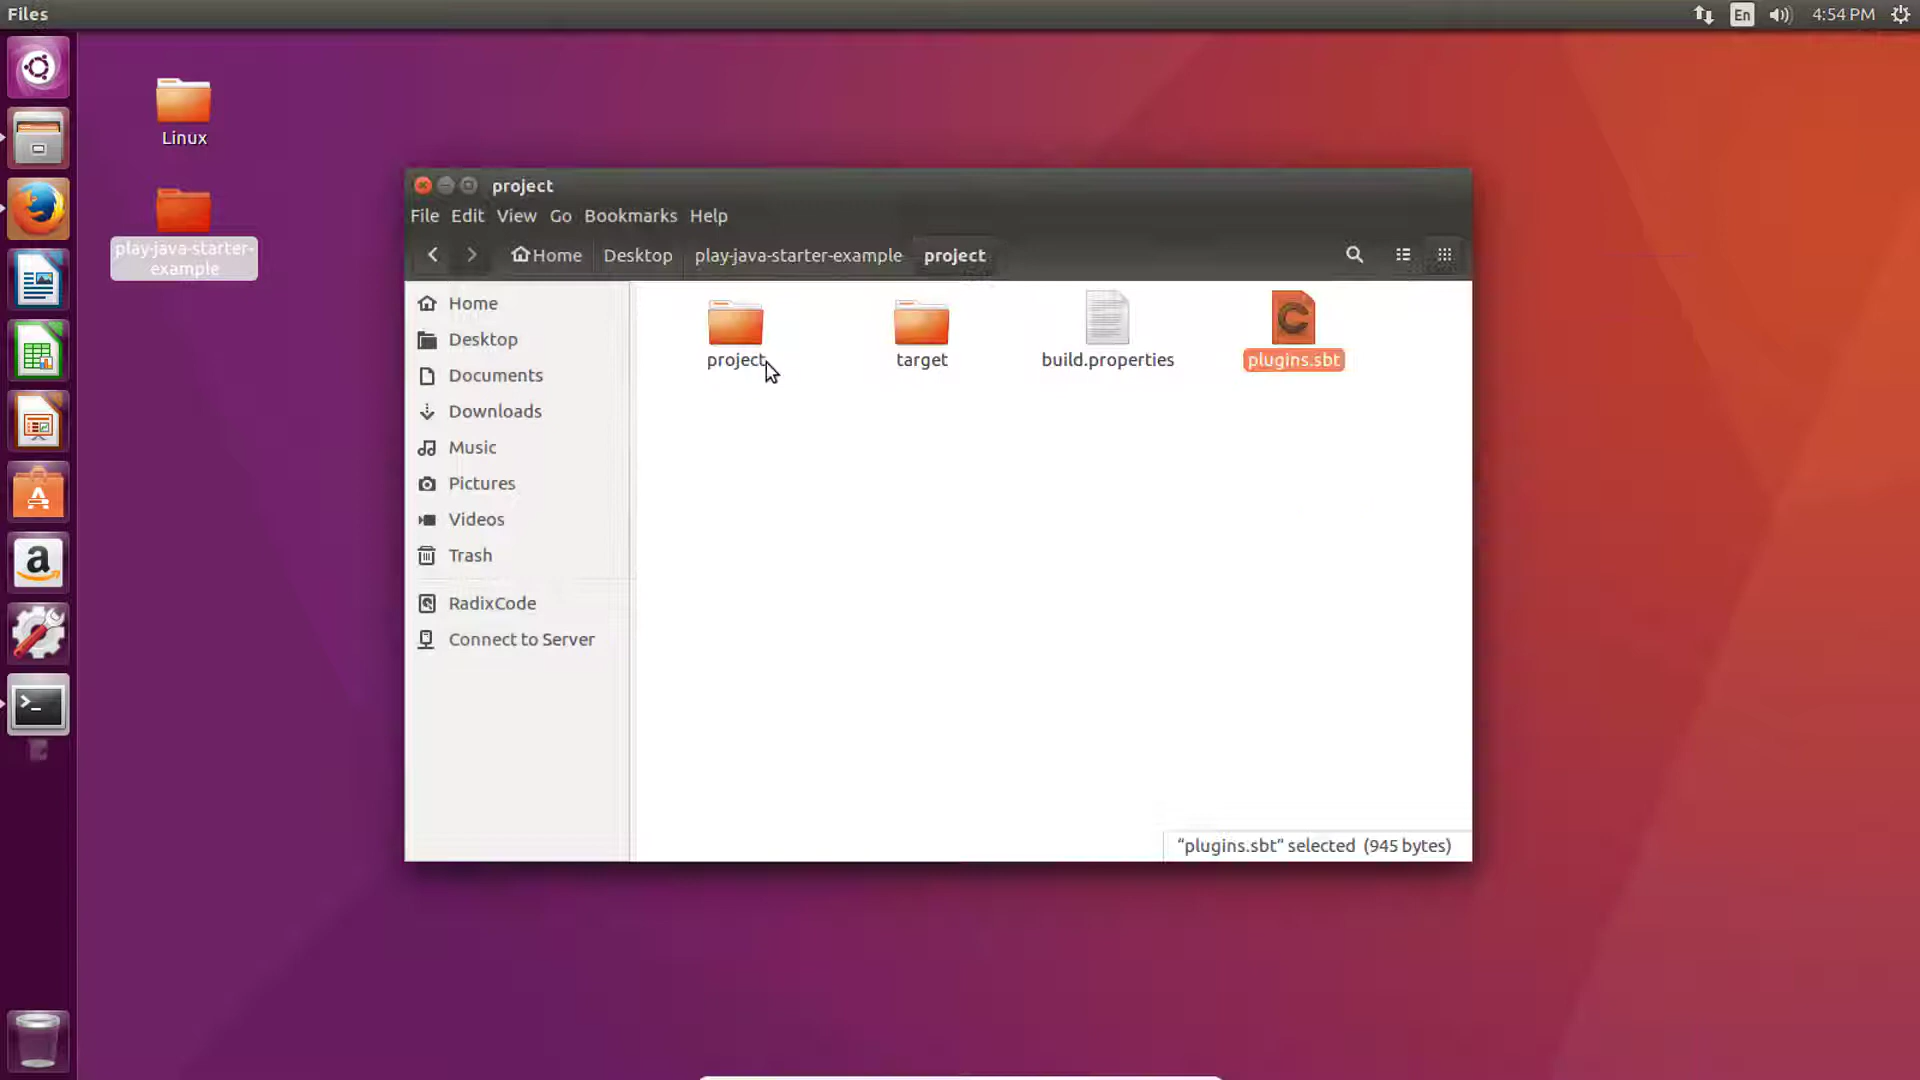 Files
En
4:54 PM
Linux
play-java-starter-
example
project
File Edit View Go Bookmarks Help
Home Desktop play-java-starter-example project
Home
Desktop
Documents
Downloads
Music
Pictures
Videos
Trash
RadixCode
Connect to Server
project
target
build.properties
plugins.sbt
“plugins.sbt” selected (945 bytes)